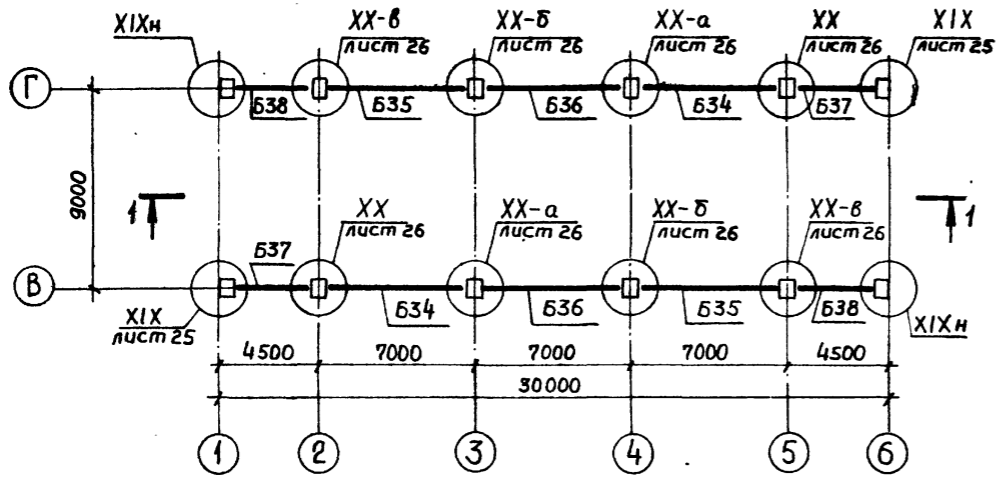 XIXн
XX-в
лист 26
XX-б
лист 26
XX-а
лист 26
XX
лист 26
XIX
лист 25
Г
Б38
Б35
Б36
Б34
Б37
9000
1
1
XX
лист 26
XX-а
лист 26
XX-б
лист 26
XX-в
лист 26
Б37
В
Б34
Б36
Б35
Б38
XIX
лист 25
XIXн
4500
7000
7000
7000
4500
30000
1
2
3
4
5
6